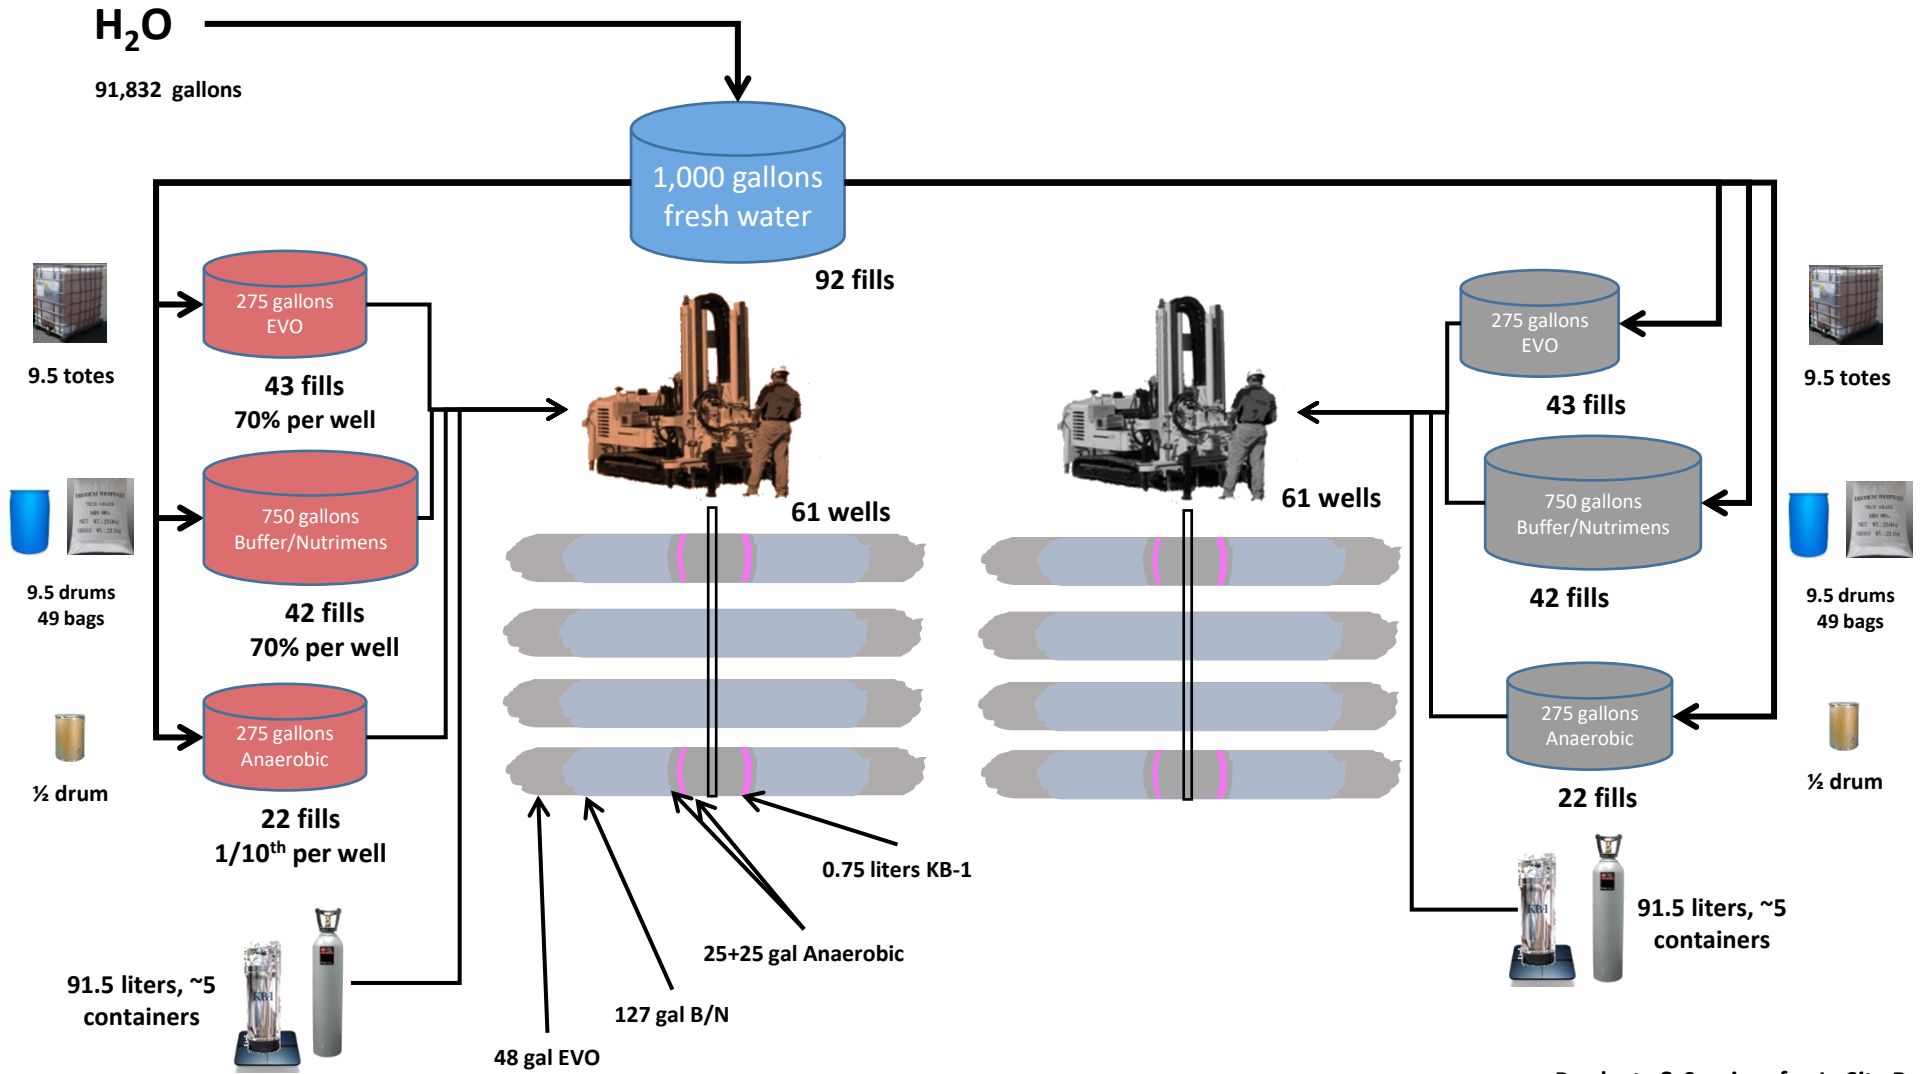 H₂O
91,832 gallons
1,000 gallons
fresh water
92 fills
275 gallons
EVO
43 fills
70% per well
9.5 totes
750 gallons
Buffer/Nutrimens
42 fills
70% per well
9.5 drums
49 bags
275 gallons
Anaerobic
22 fills
1/10th per well
½ drum
91.5 liters, ~5
containers
KB-1
61 wells
61 wells
0.75 liters KB-1
25+25 gal Anaerobic
127 gal B/N
48 gal EVO
275 gallons
EVO
43 fills
9.5 totes
750 gallons
Buffer/Nutrimens
42 fills
9.5 drums
49 bags
275 gallons
Anaerobic
22 fills
½ drum
KB-1
91.5 liters, ~5
containers